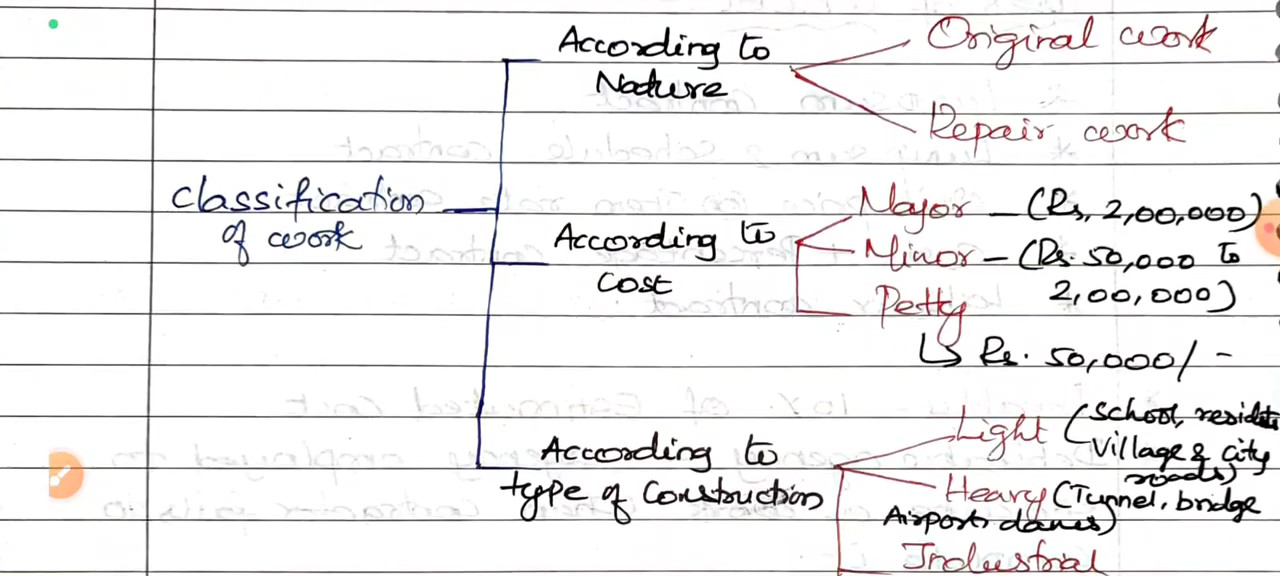 According to
Nature
Original work
Repair work
Classification
of work
According to
cost
Major - (Rs, 2,00,000)
Minor - (Rs. 50,000 to
2,00,000)
Petty
↳ Rs. 50,000/-
According to
type of Construction
Light (School,
Village & city
roads)
Heavy (Tunnel, bridge
Airport,
Industrial